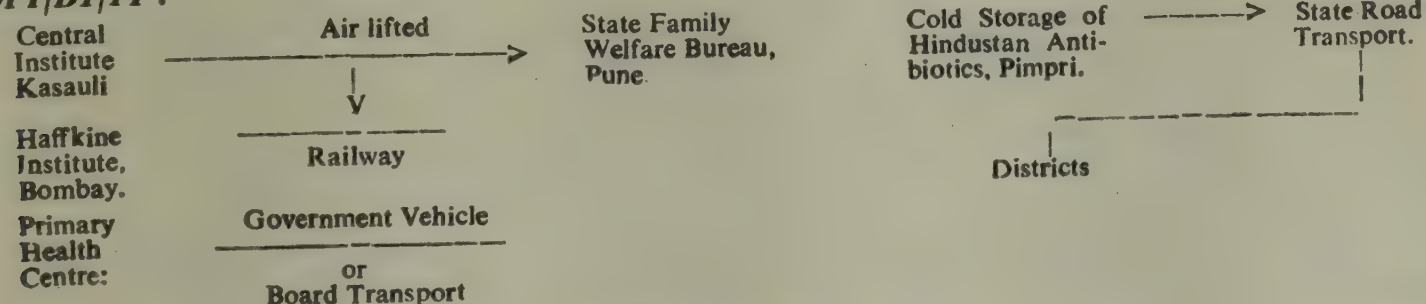 Central
Institute
Kasauli
Air lifted
State Family
Welfare Bureau,
Pune.
Cold Storage of
Hindustan Anti-
biotics, Pimpri.
State Road
Transport.
Haffkine
Institute,
Bombay.
Railway
Districts
Primary
Health
Centre:
Government Vehicle
or
Board Transport